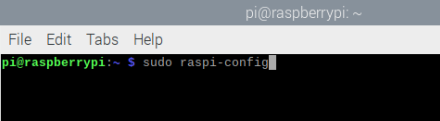 pi@raspberrypi: ~
File Edit Tabs Help
pi@raspberrypi:~ $ sudo raspi-config